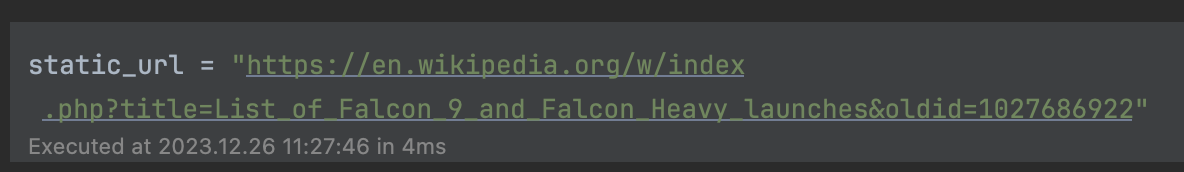 static_url = "https://en.wikipedia.org/w/index
.php?title=List_of_Falcon_9_and_Falcon_Heavy_launches&oldid=1027686922"
Executed at 2023.12.26 11:27:46 in 4ms